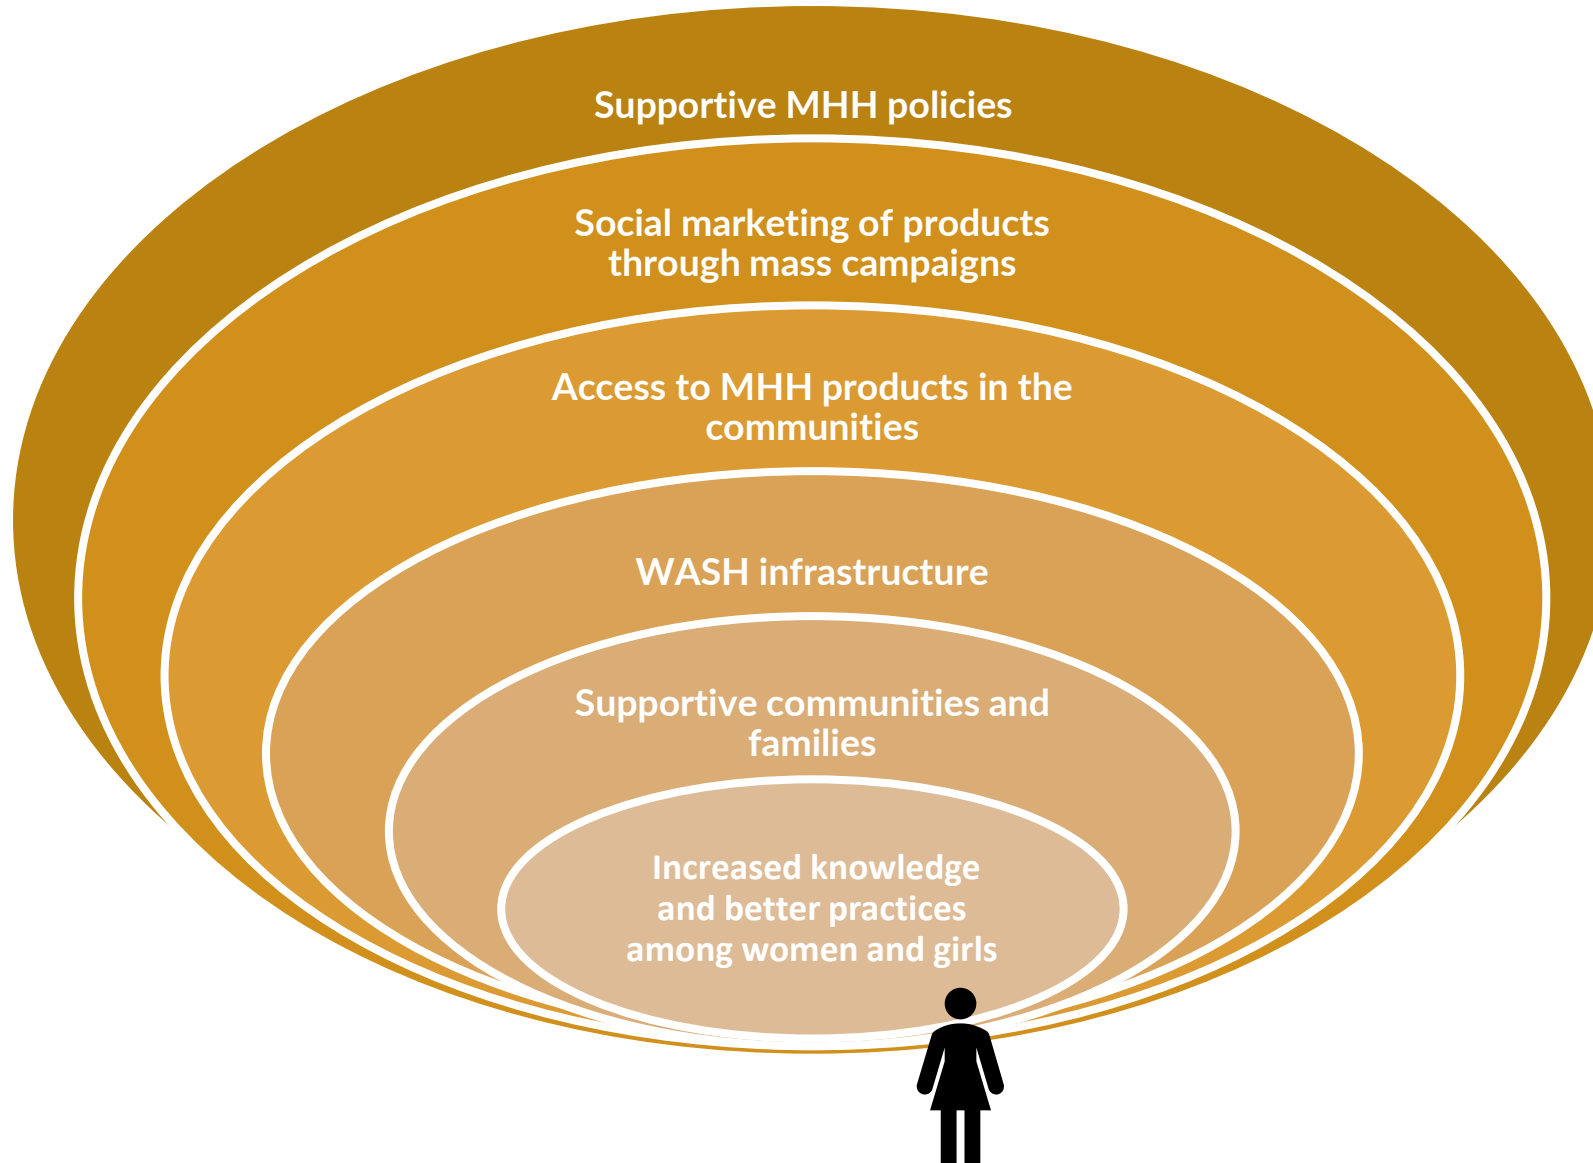 Supportive MHH policies
Social marketing of products
through mass campaigns
Access to MHH products in the
communities
WASH infrastructure
Supportive communities and
families
Increased knowledge
and better practices
among women and girls